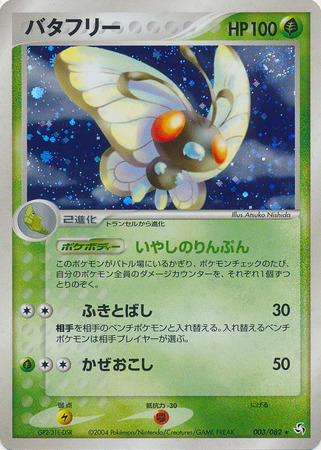 バタフリー HP100
Illus.Atsuko Nishida
2進化 トランセルから進化
ポケボディー いやしのりんぷん
このポケモンがバトル場にいるかぎり、ポケモンチェックのたび、
自分のポケモン全員のダメージカウンターを、それぞれ1個ずつ
とりのぞく。
ふきとばし 30
相手を相手のベンチポケモンと入れ替える。入れ替えるベンチ
ポケモンは相手プレイヤーが選ぶ。
かぜおこし 50
弱点 抵抗力 -30 にげる
©2004 Pokémon/Nintendo/Creatures/GAME FREAK 003/082 ★